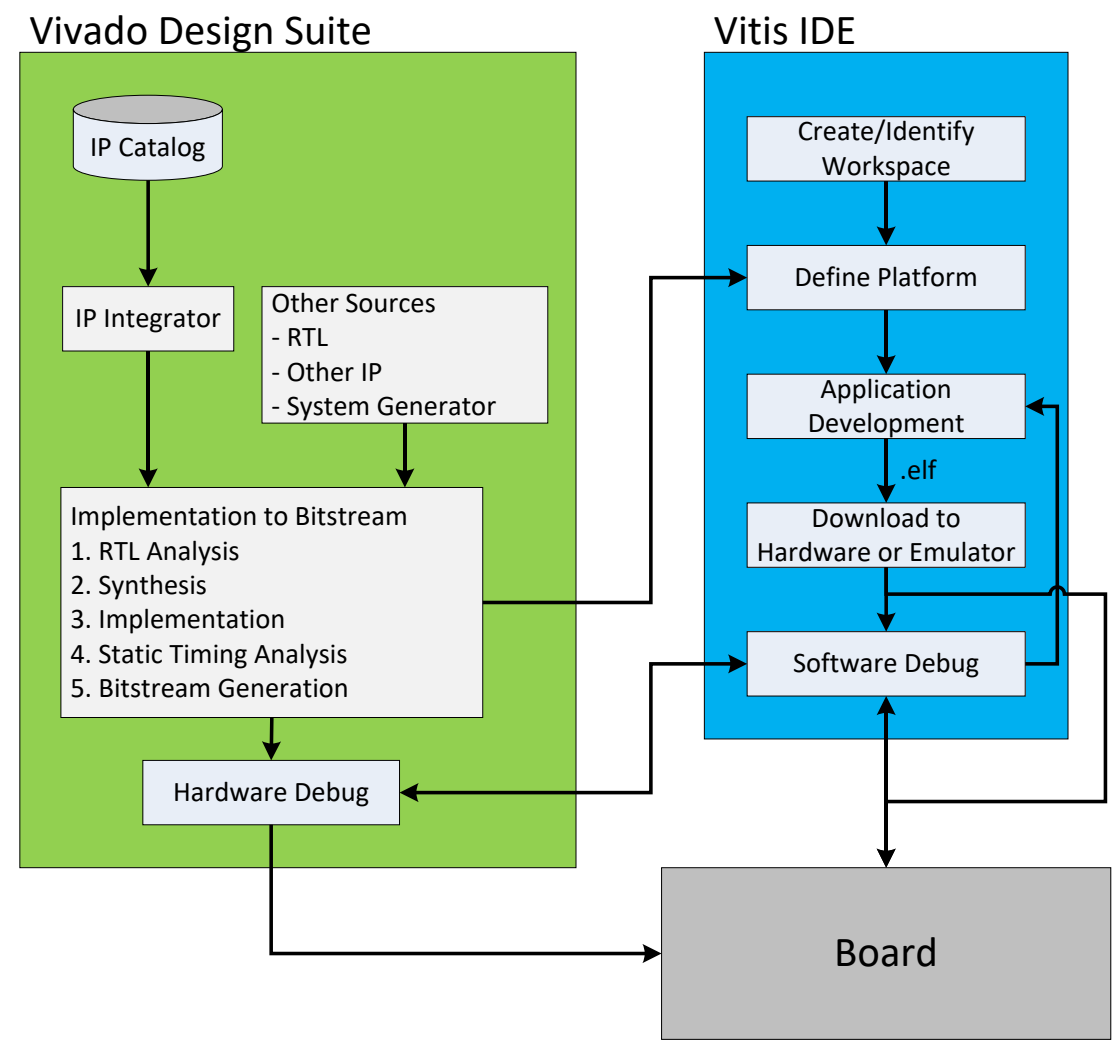 Vivado Design Suite
IP Catalog
IP Integrator
Other Sources
- RTL
- Other IP
- System Generator
Implementation to Bitstream
1. RTL Analysis
2. Synthesis
3. Implementation
4. Static Timing Analysis
5. Bitstream Generation
Hardware Debug
Vitis IDE
Create/Identify
Workspace
Define Platform
Application
Development
.elf
Download to
Hardware or Emulator
Software Debug
Board